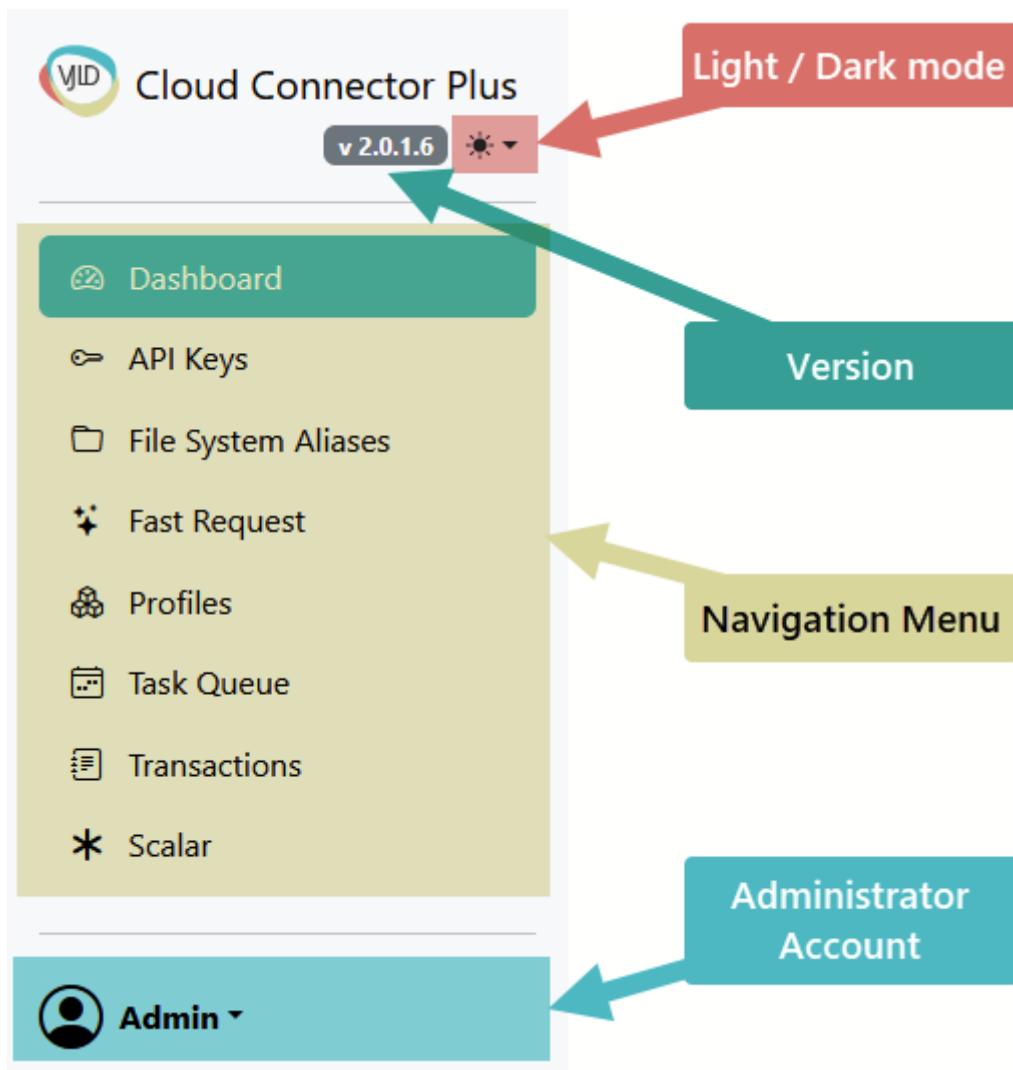 VJLD
Cloud Connector Plus
v 2.0.1.6
Light / Dark mode
Dashboard
API Keys
Version
File System Aliases
Fast Request
Profiles
Navigation Menu
Task Queue
Transactions
Scalar
Administrator
Account
Admin